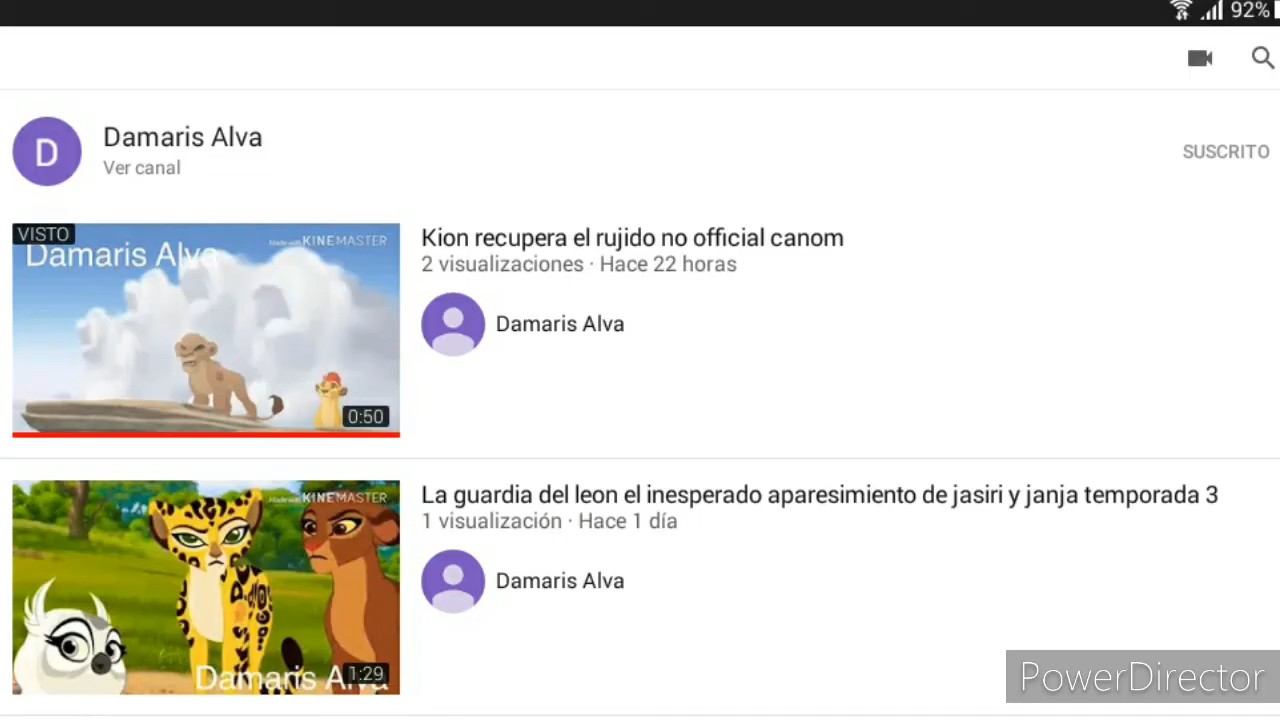 92%
D
Damaris Alva
Ver canal
SUSCRITO
VISTO
Made with KINEMASTER
Damaris Alva
0:50
Kion recupera el rujido no official canom
2 visualizaciones · Hace 22 horas
Damaris Alva
Made with KINEMASTER
Damaris Alva
1:29
La guardia del leon el inesperado aparesimiento de jasiri y janja temporada 3
1 visualización · Hace 1 día
Damaris Alva
PowerDirector